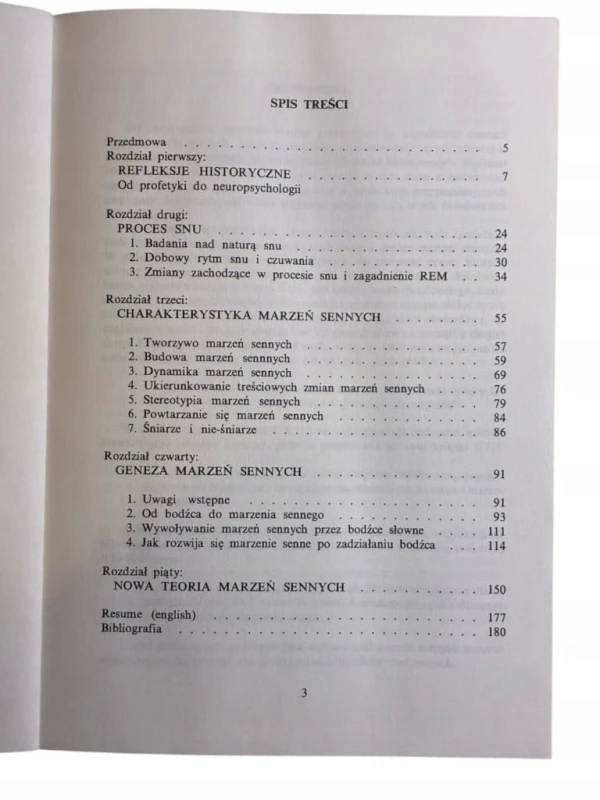 SPIS TREŚCI
Przedmowa . . . . . . . . . . . . . . . . . . . . . . . . . . . 5
Rozdział pierwszy:
REFLEKSJE HISTORYCZNE . . . . . . . . . . . . . . . . 7
Od profetyki do neuropsychologii
Rozdział drugi:
PROCES SNU . . . . . . . . . . . . . . . . . . . . . . . . 24
1. Badania nad naturą snu . . . . . . . . . . . . . . . . 24
2. Dobowy rytm snu i czuwania . . . . . . . . . . . . . 30
3. Zmiany zachodzące w procesie snu i zagadnienie REM . . 34
Rozdział trzeci:
CHARAKTERYSTYKA MARZEŃ SENNYCH . . . . . . . . 55
1. Tworzywo marzeń sennych . . . . . . . . . . . . . . 57
2. Budowa marzeń sennnych . . . . . . . . . . . . . . 59
3. Dynamika marzeń sennych . . . . . . . . . . . . . . 69
4. Ukierunkowanie treściowych zmian marzeń sennych . . . . 76
5. Stereotypia marzeń sennych . . . . . . . . . . . . . 79
6. Powtarzanie się marzeń sennych . . . . . . . . . . . 84
7. Śniarze i nie-śniarze . . . . . . . . . . . . . . . . 86
Rozdział czwarty:
GENEZA MARZEŃ SENNYCH . . . . . . . . . . . . . 91
1. Uwagi wstępne . . . . . . . . . . . . . . . . . . 91
2. Od bodźca do marzenia sennego . . . . . . . . . . . 93
3. Wywoływanie marzeń sennych przez bodźce słowne . . . . 111
4. Jak rozwija się marzenie senne po zadziałaniu bodźca . . . 114
Rozdział piąty:
NOWA TEORIA MARZEŃ SENNYCH . . . . . . . . . . 150
Resume (english) . . . . . . . . . . . . . . . . . . . 177
Bibliografia . . . . . . . . . . . . . . . . . . . . . . 180
3